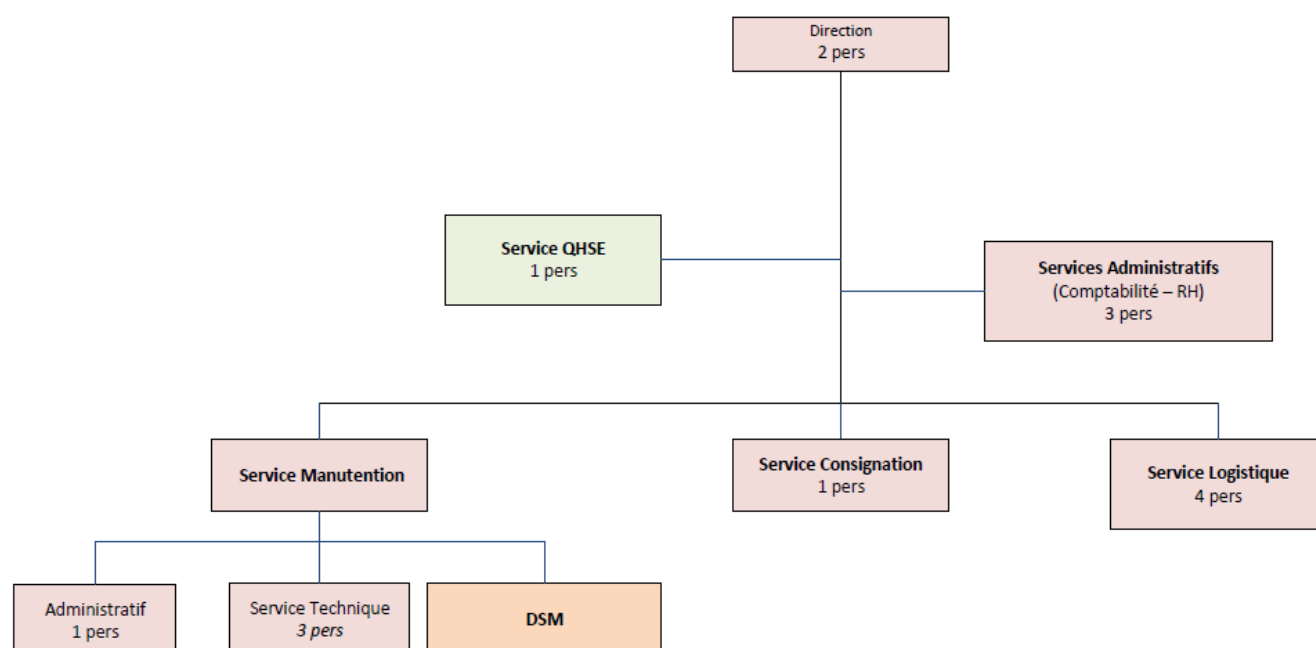 Direction
2 pers
Service QHSE
1 pers
Services Administratifs
(Comptabilité – RH)
3 pers
Service Manutention
Service Consignation
1 pers
Service Logistique
4 pers
Administratif
1 pers
Service Technique
3 pers
DSM